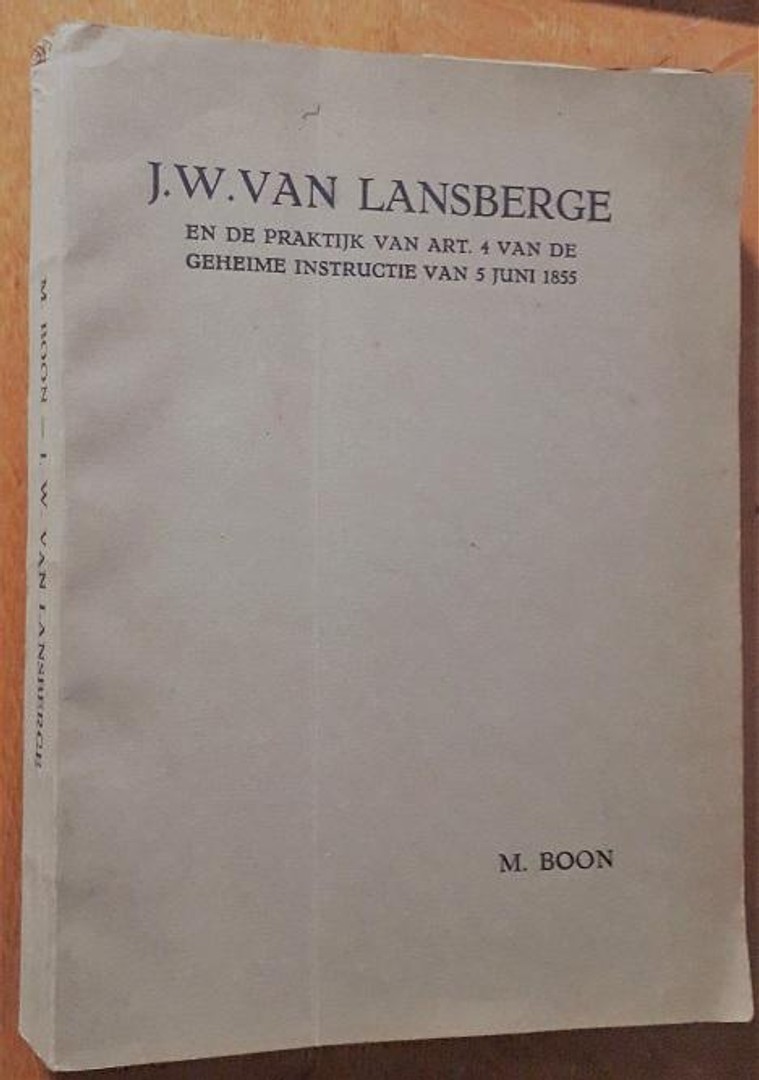 J.W. VAN LANSBERGE
EN DE PRAKTIJK VAN ART. 4 VAN DE
GEHEIME INSTRUCTIE VAN 5 JUNI 1855
M. BOON
M. BOON — J. W. VAN LANSBERGE